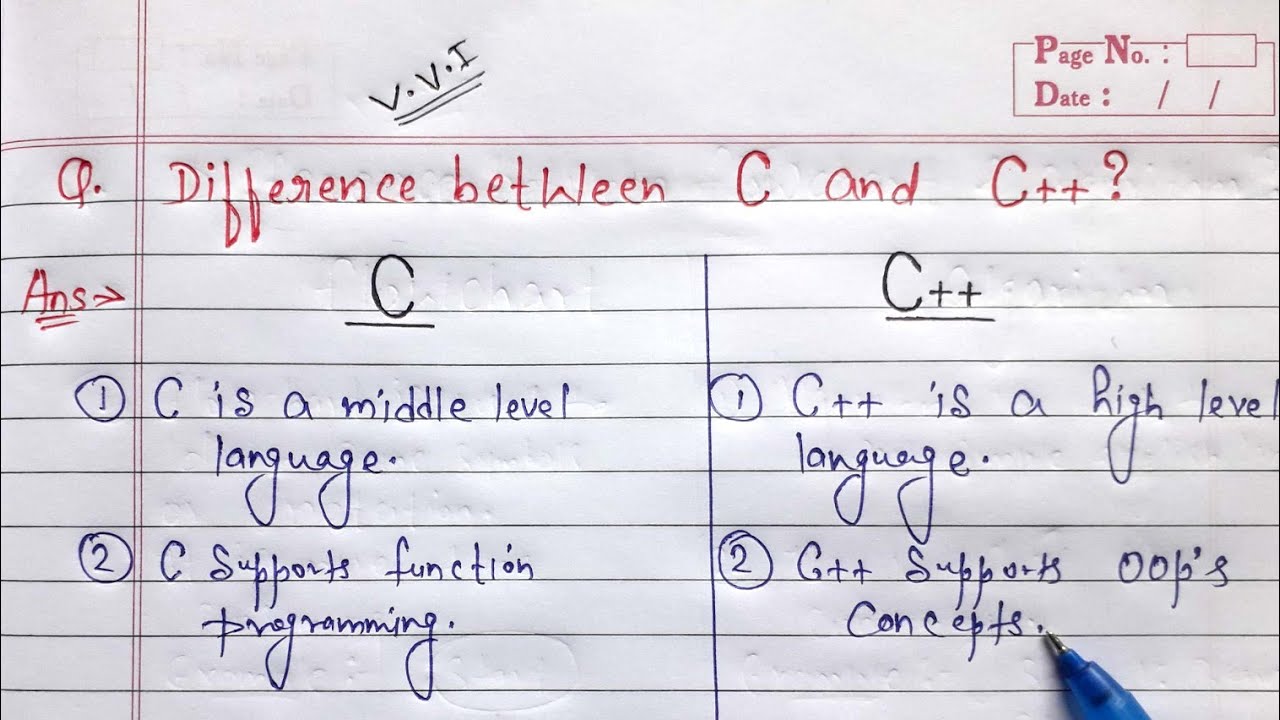 V.V.I
Page No. :
Date : / /
Q. Difference between C and C++?
Ans→
C
C++
① C is a middle level
language.
① C++ is a high level
language.
② C supports function
programming.
② C++ supports OOP's
Concepts.